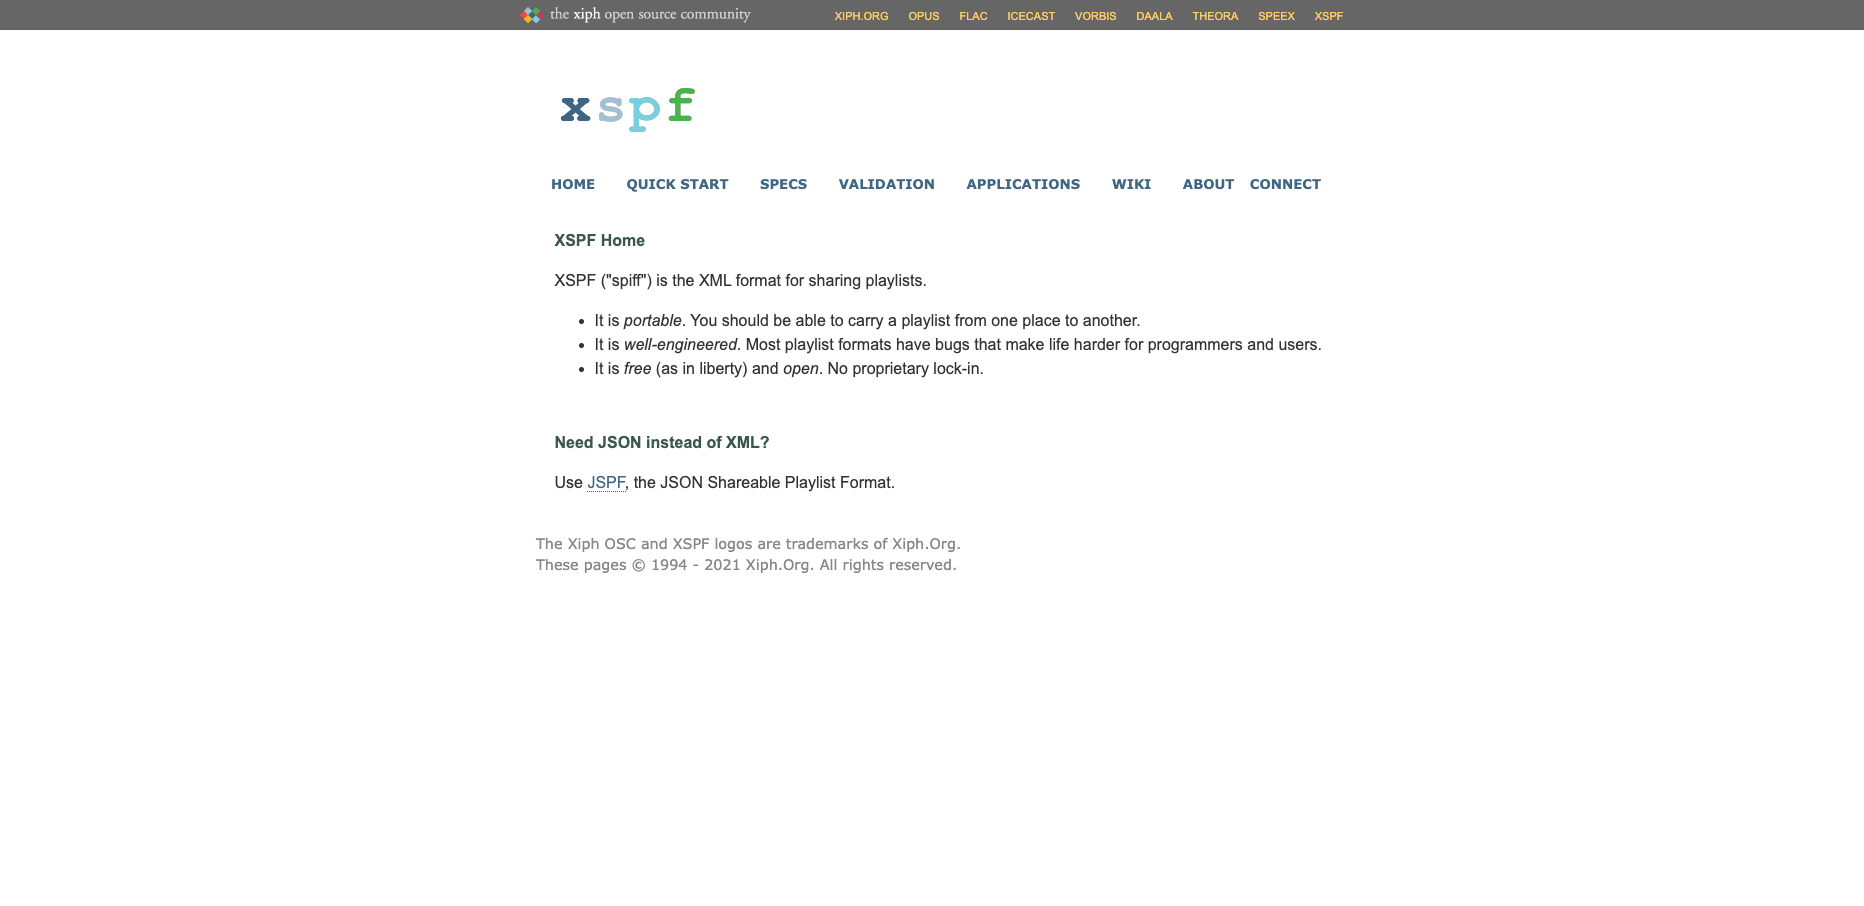 the xiph open source community XIPH.ORG OPUS FLAC ICECAST VORBIS DAALA THEORA SPEEX XSPF
xspf
HOME QUICK START SPECS VALIDATION APPLICATIONS WIKI ABOUT CONNECT
XSPF Home
XSPF ("spiff") is the XML format for sharing playlists.
• It is portable. You should be able to carry a playlist from one place to another.
• It is well-engineered. Most playlist formats have bugs that make life harder for programmers and users.
• It is free (as in liberty) and open. No proprietary lock-in.
Need JSON instead of XML?
Use JSPF, the JSON Shareable Playlist Format.
The Xiph OSC and XSPF logos are trademarks of Xiph.Org.
These pages © 1994 - 2021 Xiph.Org. All rights reserved.